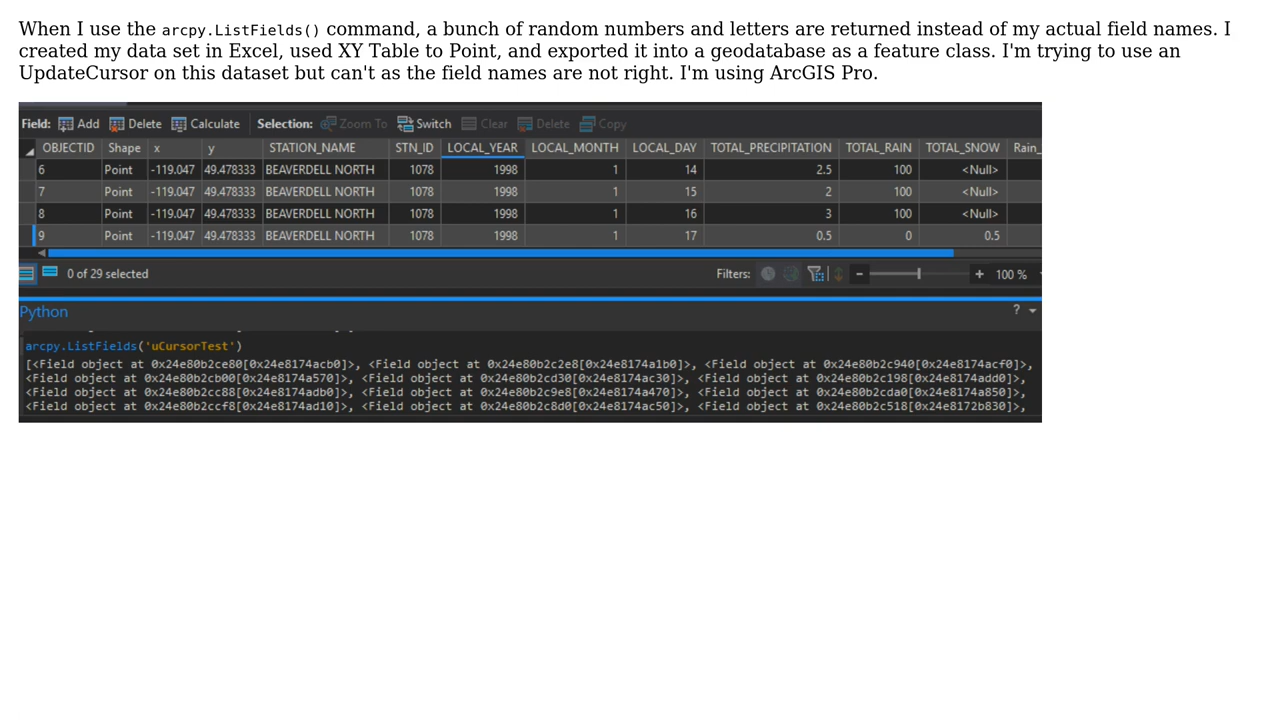 When I use the arcpy.ListFields() command, a bunch of random numbers and letters are returned instead of my actual field names. I
created my data set in Excel, used XY Table to Point, and exported it into a geodatabase as a feature class. I'm trying to use an
UpdateCursor on this dataset but can't as the field names are not right. I'm using ArcGIS Pro.
Field: Add Delete Calculate Selection: Zoom To Switch Clear Delete Copy
OBJECTID Shape x y STATION_NAME STN_ID LOCAL_YEAR LOCAL_MONTH LOCAL_DAY TOTAL_PRECIPITATION TOTAL_RAIN TOTAL_SNOW Rain_
6 Point -119.047 49.478333 BEAVERDELL NORTH 1078 1998 1 14 2.5 100 <Null>
7 Point -119.047 49.478333 BEAVERDELL NORTH 1078 1998 1 15 2 100 <Null>
8 Point -119.047 49.478333 BEAVERDELL NORTH 1078 1998 1 16 3 100 <Null>
9 Point -119.047 49.478333 BEAVERDELL NORTH 1078 1998 1 17 0.5 0 0.5
0 of 29 selected Filters: - + 100 %
Python ?
arcpy.ListFields('uCursorTest')
[<Field object at 0x24e80b2ce80[0x24e8174acb0]>, <Field object at 0x24e80b2c2e8[0x24e8174a1b0]>, <Field object at 0x24e80b2c940[0x24e8174acf0]>,
<Field object at 0x24e80b2cb00[0x24e8174a570]>, <Field object at 0x24e80b2cd30[0x24e8174ac30]>, <Field object at 0x24e80b2c198[0x24e8174add0]>,
<Field object at 0x24e80b2cc88[0x24e8174adb0]>, <Field object at 0x24e80b2c9e8[0x24e8174a470]>, <Field object at 0x24e80b2cda0[0x24e8174a850]>,
<Field object at 0x24e80b2ccf8[0x24e8174ad10]>, <Field object at 0x24e80b2c8d0[0x24e8174ac50]>, <Field object at 0x24e80b2c518[0x24e8172b830]>,